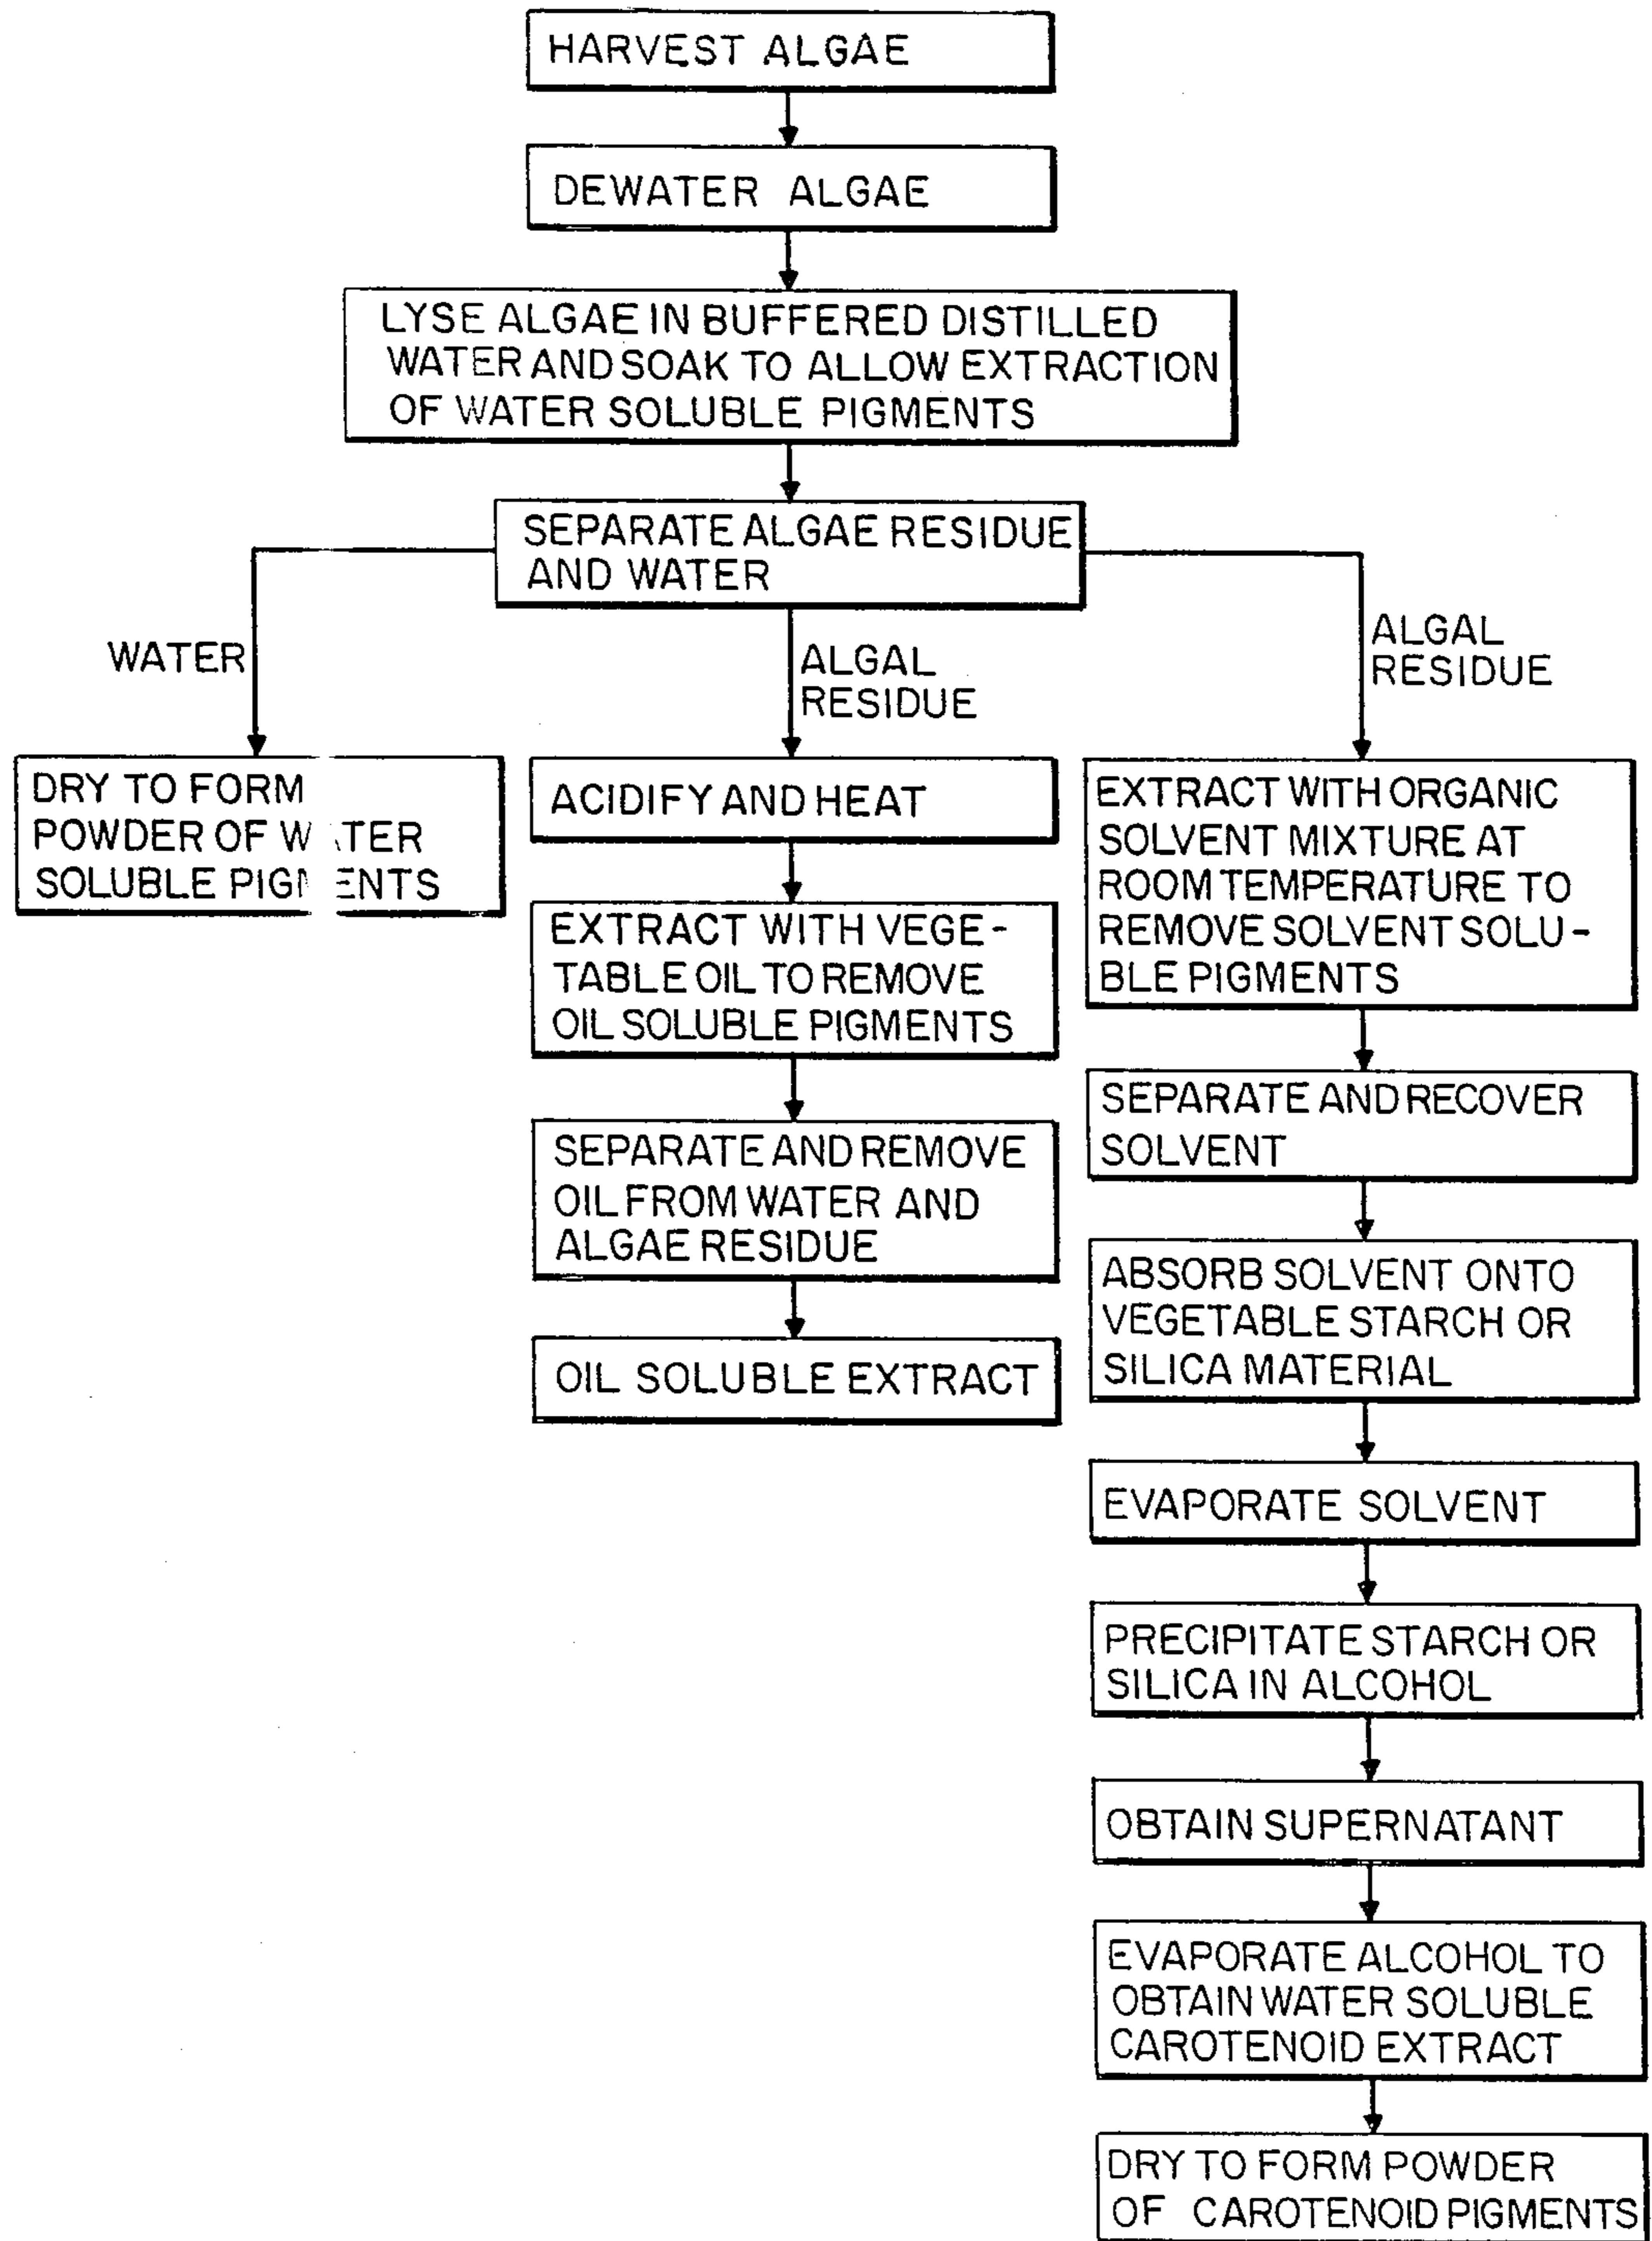 HARVEST ALGAE
DEWATER ALGAE
LYSE ALGAE IN BUFFERED DISTILLED
WATER AND SOAK TO ALLOW EXTRACTION
OF WATER SOLUBLE PIGMENTS
SEPARATE ALGAE RESIDUE
AND WATER
WATER
DRY TO FORM
POWDER OF WATER
SOLUBLE PIGMENTS
ALGAL
RESIDUE
ACIDIFY AND HEAT
EXTRACT WITH VEGE-
TABLE OIL TO REMOVE
OIL SOLUBLE PIGMENTS
SEPARATE AND REMOVE
OIL FROM WATER AND
ALGAE RESIDUE
OIL SOLUBLE EXTRACT
ALGAL
RESIDUE
EXTRACT WITH ORGANIC
SOLVENT MIXTURE AT
ROOM TEMPERATURE TO
REMOVE SOLVENT SOLU-
BLE PIGMENTS
SEPARATE AND RECOVER
SOLVENT
ABSORB SOLVENT ONTO
VEGETABLE STARCH OR
SILICA MATERIAL
EVAPORATE SOLVENT
PRECIPITATE STARCH OR
SILICA IN ALCOHOL
OBTAIN SUPERNATANT
EVAPORATE ALCOHOL TO
OBTAIN WATER SOLUBLE
CAROTENOID EXTRACT
DRY TO FORM POWDER
OF CAROTENOID PIGMENTS